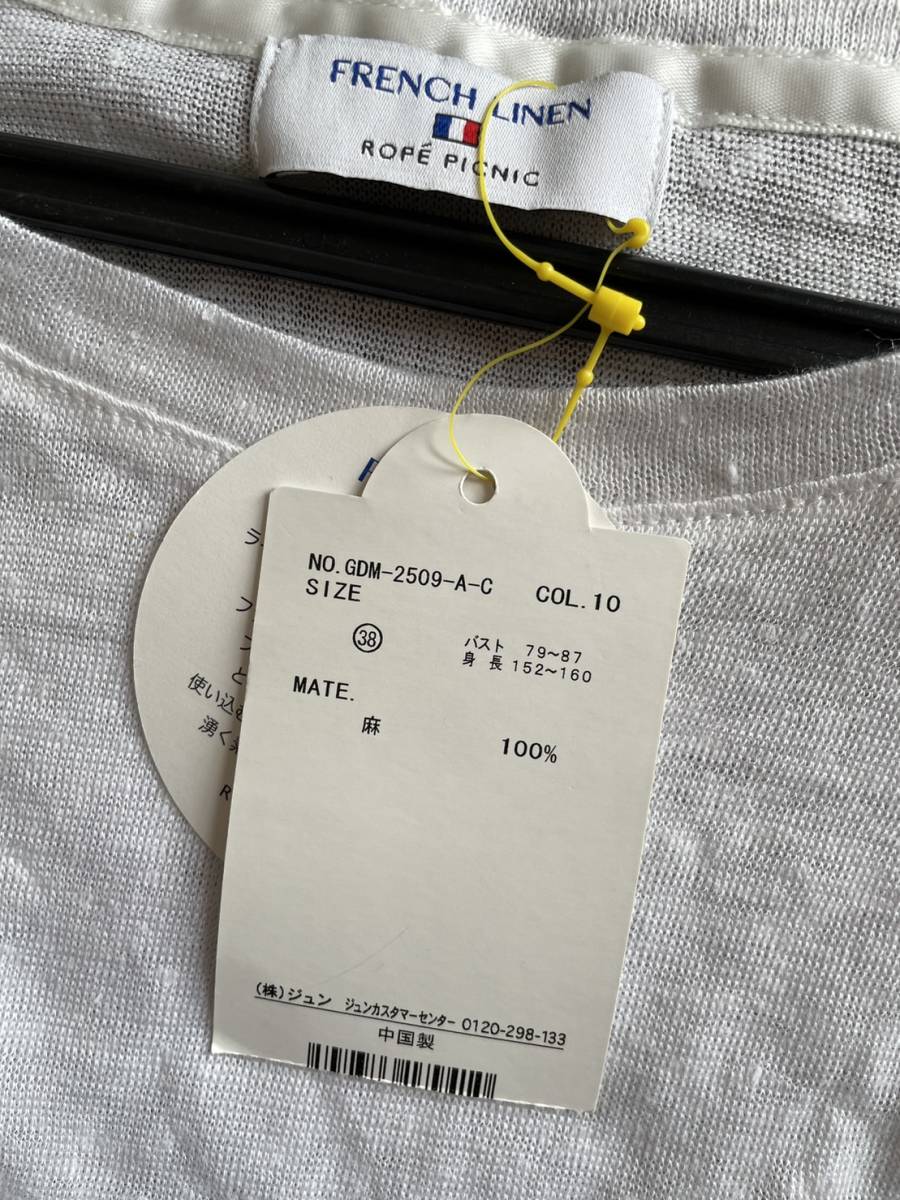 FRENCH LINEN
ROPÉ PICNIC
NO.GDM-2509-A-C COL.10
SIZE
㊳ バスト 79~87
身長 152~160
MATE.
麻 100%
(株)ジュン ジュンカスタマーセンター 0120-298-133
中国製
使い込
湧く
R